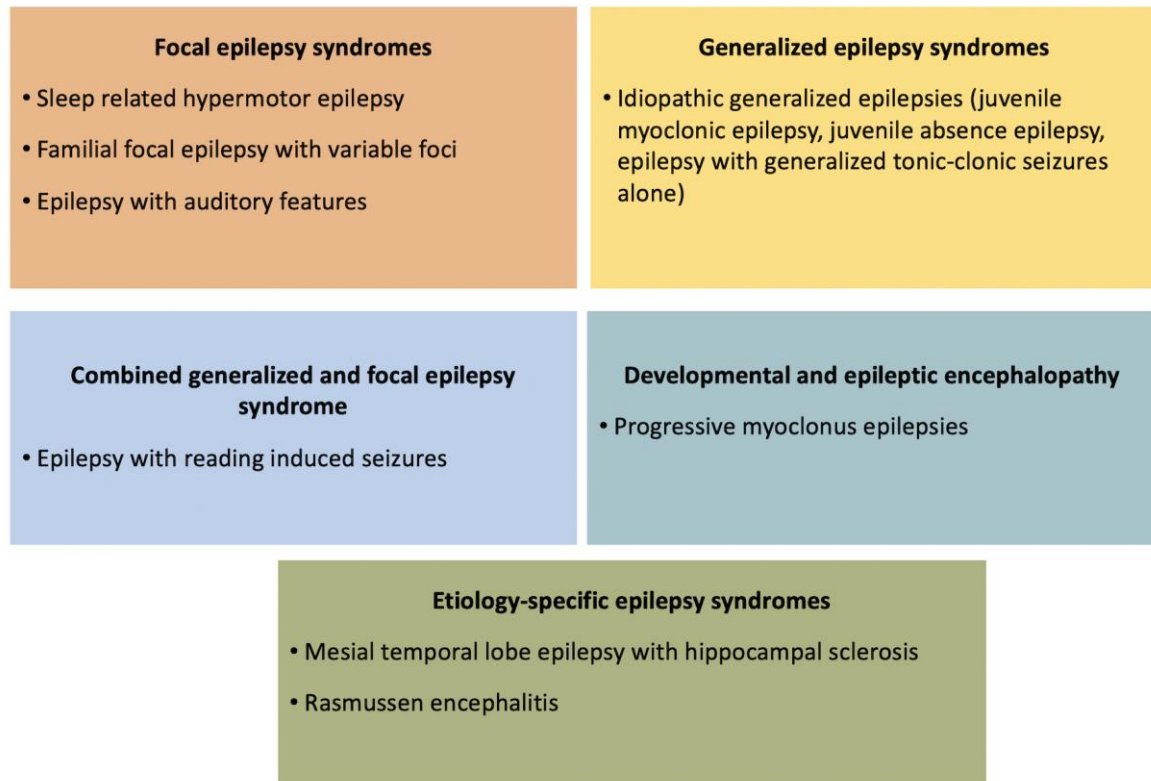 Focal epilepsy syndromes
• Sleep related hypermotor epilepsy
• Familial focal epilepsy with variable foci
• Epilepsy with auditory features
Generalized epilepsy syndromes
• Idiopathic generalized epilepsies (juvenile
myoclonic epilepsy, juvenile absence epilepsy,
epilepsy with generalized tonic-clonic seizures
alone)
Combined generalized and focal epilepsy
syndrome
• Epilepsy with reading induced seizures
Developmental and epileptic encephalopathy
• Progressive myoclonus epilepsies
Etiology-specific epilepsy syndromes
• Mesial temporal lobe epilepsy with hippocampal sclerosis
• Rasmussen encephalitis